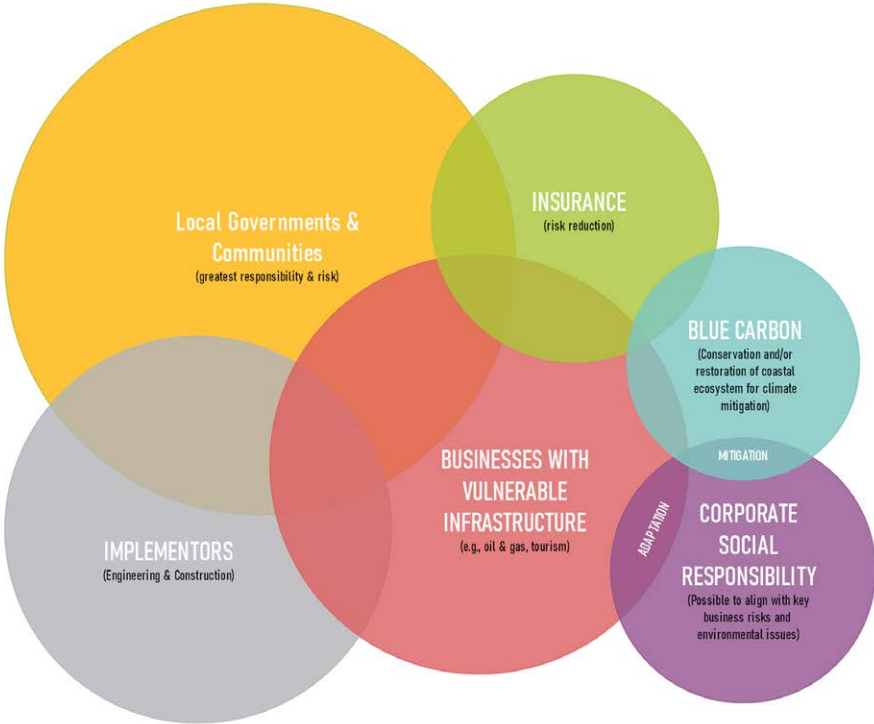 Local Governments &
Communities
(greatest responsibility & risk)
INSURANCE
(risk reduction)
BLUE CARBON
(Conservation and/or
restoration of coastal
ecosystem for climate
mitigation)
MITIGATION
BUSINESSES WITH
VULNERABLE
INFRASTRUCTURE
(e.g., oil & gas, tourism)
ADAPTATION
CORPORATE
SOCIAL
RESPONSIBILITY
(Possible to align with key
business risks and
environmental issues)
IMPLEMENTORS
(Engineering & Construction)